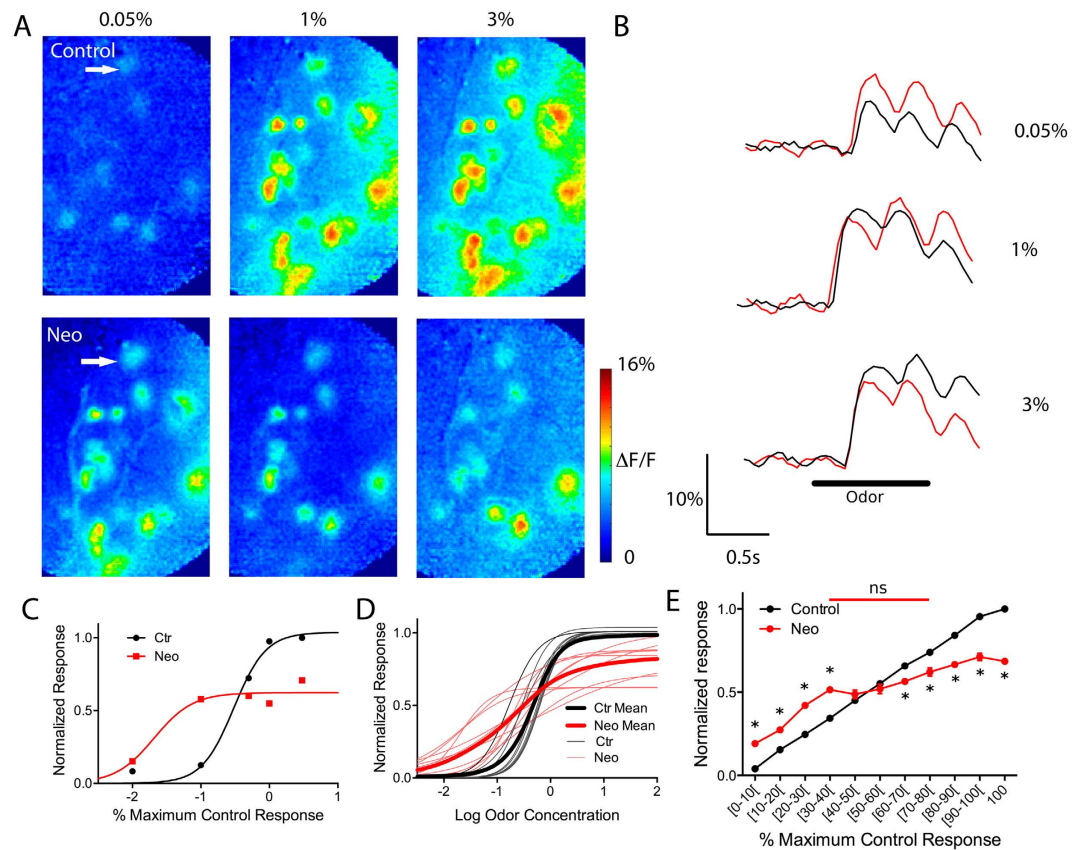 A
0.05%
1%
3%
B
Control
0.05%
1%
Neo
16%
ΔF/F
0
3%
Odor
10%
0.5s
C
Normalized Response
1.0
0.5
0.0
Ctr
Neo
-2
-1
0
1
% Maximum Control Response
D
Normalized Response
1.0
0.5
0.0
Ctr Mean
Neo Mean
Ctr
Neo
-2
-1
0
1
2
Log Odor Concentration
E
ns
Normalized response
1.0
0.5
0.0
Control
Neo
*
*
*
*
*
*
*
*
*
[0-10[
[10-20[
[20-30[
[30-40[
[40-50[
[50-60[
[60-70[
[70-80[
[80-90[
[90-100[
100
% Maximum Control Response